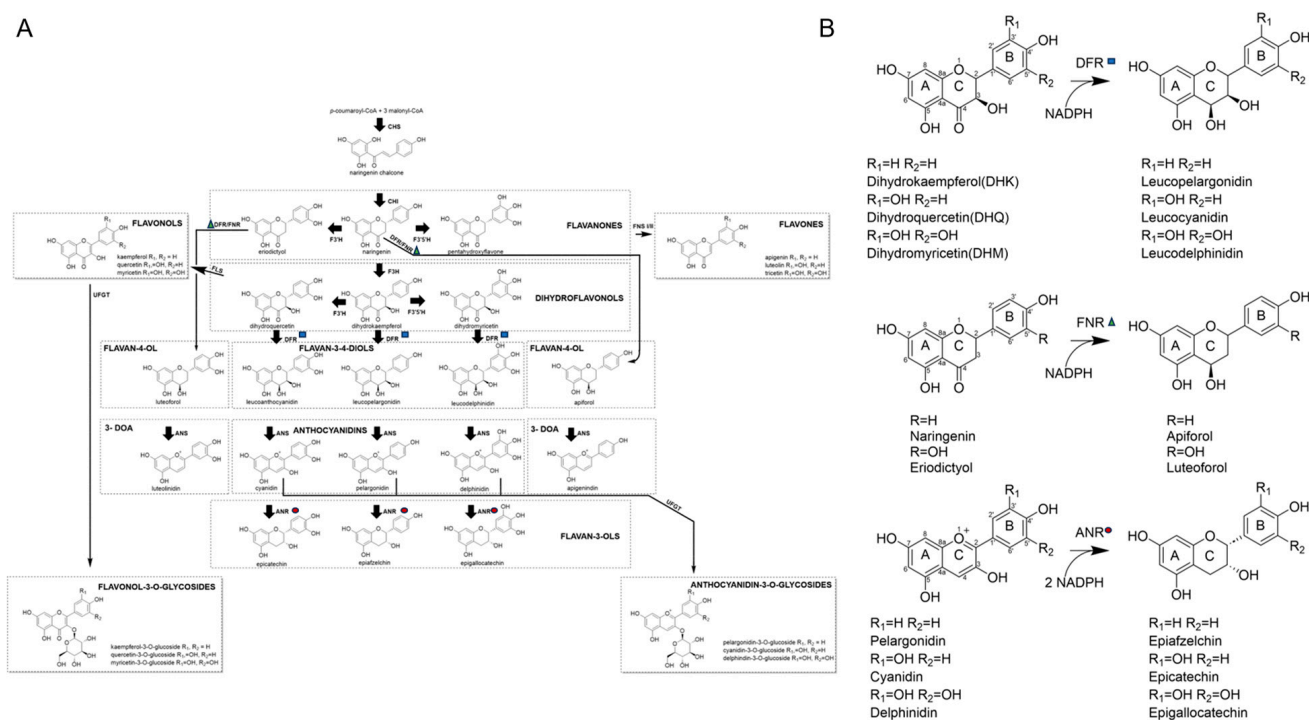 A
p-coumaroyl-CoA + 3 malonyl-CoA
CHS
naringenin chalcone
CHI
FLAVANONES
eriodictyol
F3'H
naringenin
F3'5'H
pentahydroxyflavone
DFR/FNR
DFR/FNR
FNS I/II
FLAVONOLS
kaempferol R1, R2 = H
quercetin R1=OH, R2=H
myricetin R1=OH, R2=OH
FLAVONES
apigenin R1, R2 = H
luteolin R1=OH, R2=H
tricetin R1=OH, R2=OH
FLS
UFGT
F3H
DIHYDROFLAVONOLS
dihydroquercetin
F3'H
dihydrokaempferol
F3'5'H
dihydromyricetin
DFR
DFR
DFR
FLAVAN-4-OL
luteoforol
FLAVAN-3-4-DIOLS
leucoanthocyanidin
leucopelargonidin
leucodelphinidin
FLAVAN-4-OL
apiforol
3- DOA
ANS
luteolinidin
ANTHOCYANIDINS
ANS
ANS
ANS
cyanidin
pelargonidin
delphinidin
3- DOA
ANS
apigenindin
UFGT
ANR
ANR
ANR
FLAVAN-3-OLS
epicatechin
epiafzelchin
epigallocatechin
FLAVONOL-3-O-GLYCOSIDES
kaempferol-3-O-glucoside R1, R2 = H
quercetin-3-O-glucoside R1=OH, R2=H
myricetin-3-O-glucoside R1=OH, R2=OH
ANTHOCYANIDIN-3-O-GLYCOSIDES
pelargonidin-3-O-glucoside R1, R2 = H
cyanidin-3-O-glucoside R1=OH, R2=H
delphindin-3-O-glucoside R1=OH, R2=OH
B
DFR
NADPH
R1=H R2=H
Dihydrokaempferol(DHK)
R1=OH R2=H
Dihydroquercetin(DHQ)
R1=OH R2=OH
Dihydromyricetin(DHM)
R1=H R2=H
Leucopelargonidin
R1=OH R2=H
Leucocyanidin
R1=OH R2=OH
Leucodelphinidin
FNR
NADPH
R=H
Naringenin
R=OH
Eriodictyol
R=H
Apiforol
R=OH
Luteoforol
ANR
2 NADPH
R1=H R2=H
Pelargonidin
R1=OH R2=H
Cyanidin
R1=OH R2=OH
Delphinidin
R1=H R2=H
Epiafzelchin
R1=OH R2=H
Epicatechin
R1=OH R2=OH
Epigallocatechin